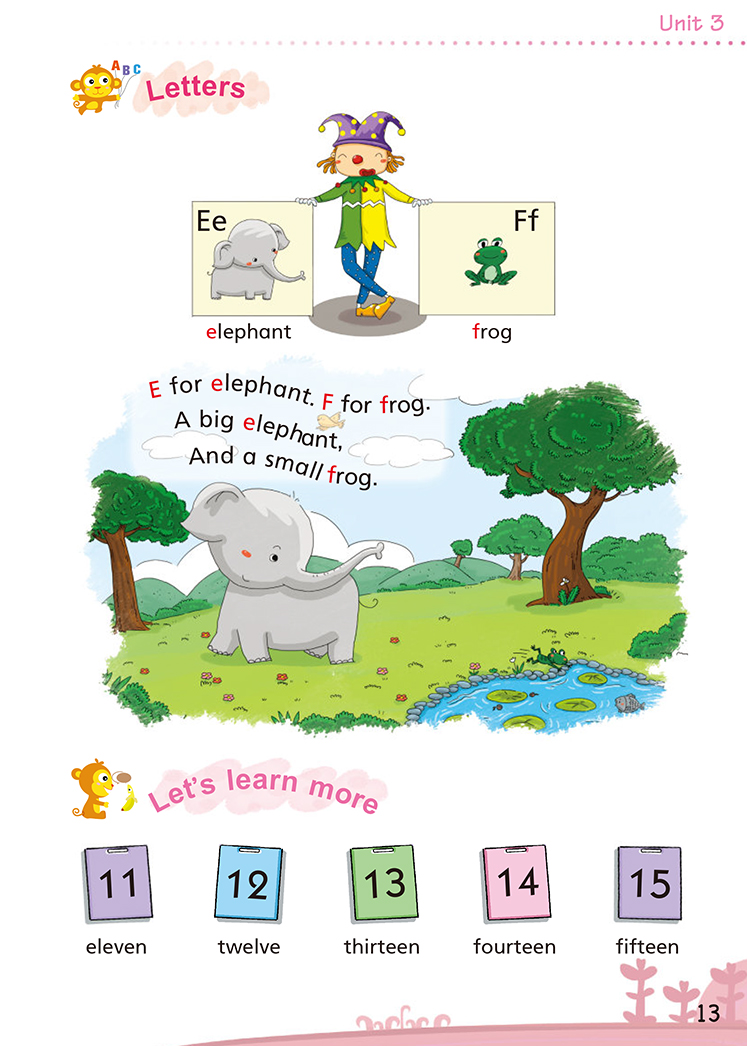 Unit 3
A B C
Letters
Ee
Ff
elephant
frog
E for elephant. F for frog.
A big elephant,
And a small frog.
Let's learn more
11
12
13
14
15
eleven
twelve
thirteen
fourteen
fifteen
13